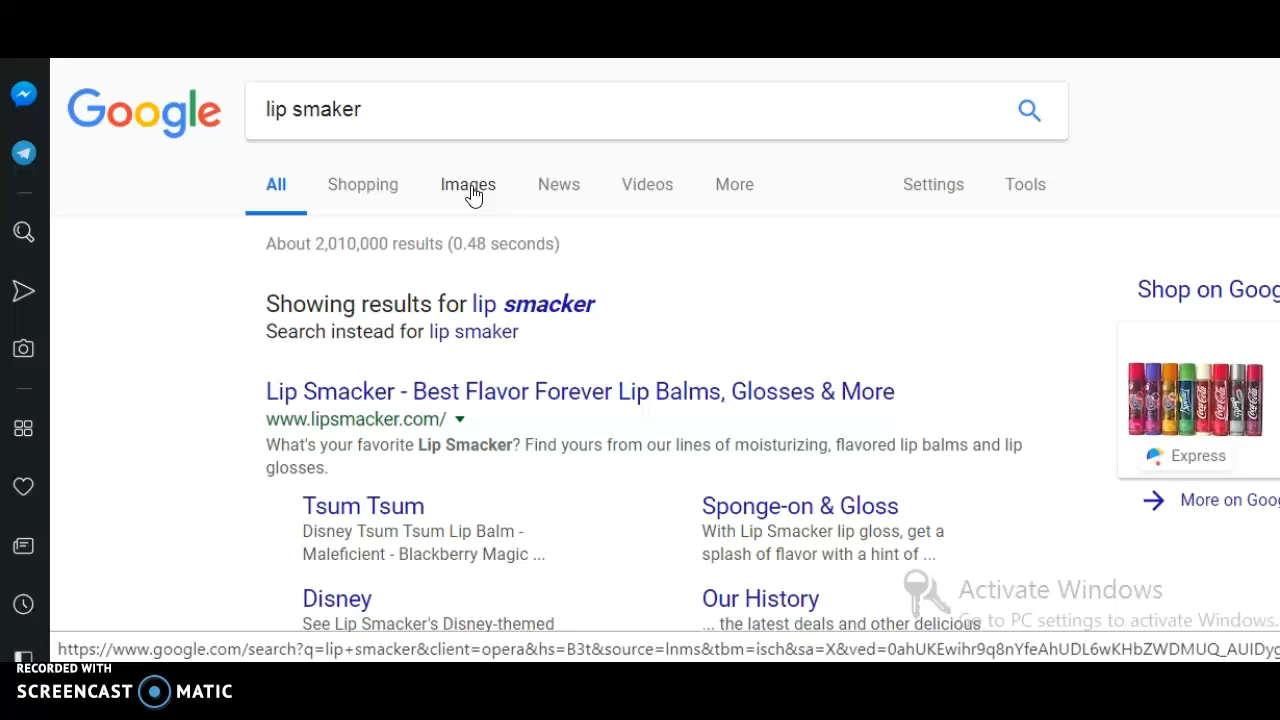 Google
lip smaker
All Shopping Images News Videos More Settings Tools
About 2,010,000 results (0.48 seconds)
Showing results for lip smacker
Search instead for lip smaker
Shop on Goog
Lip Smacker - Best Flavor Forever Lip Balms, Glosses & More
www.lipsmacker.com/
What's your favorite Lip Smacker? Find yours from our lines of moisturizing, flavored lip balms and lip
glosses.
Express
More on Goog
Tsum Tsum
Disney Tsum Tsum Lip Balm -
Maleficient - Blackberry Magic ...
Sponge-on & Gloss
With Lip Smacker lip gloss, get a
splash of flavor with a hint of ...
Disney
See Lip Smacker's Disney-themed
Our History
... the latest deals and other delicious
Activate Windows
Go to PC settings to activate Windows.
https://www.google.com/search?q=lip+smacker&client=opera&hs=B3t&source=lnms&tbm=isch&sa=X&ved=0ahUKEwihr9q8nYfeAhUDL6wKHbZWDMUQ_AUIDyg
RECORDED WITH
SCREENCAST MATIC